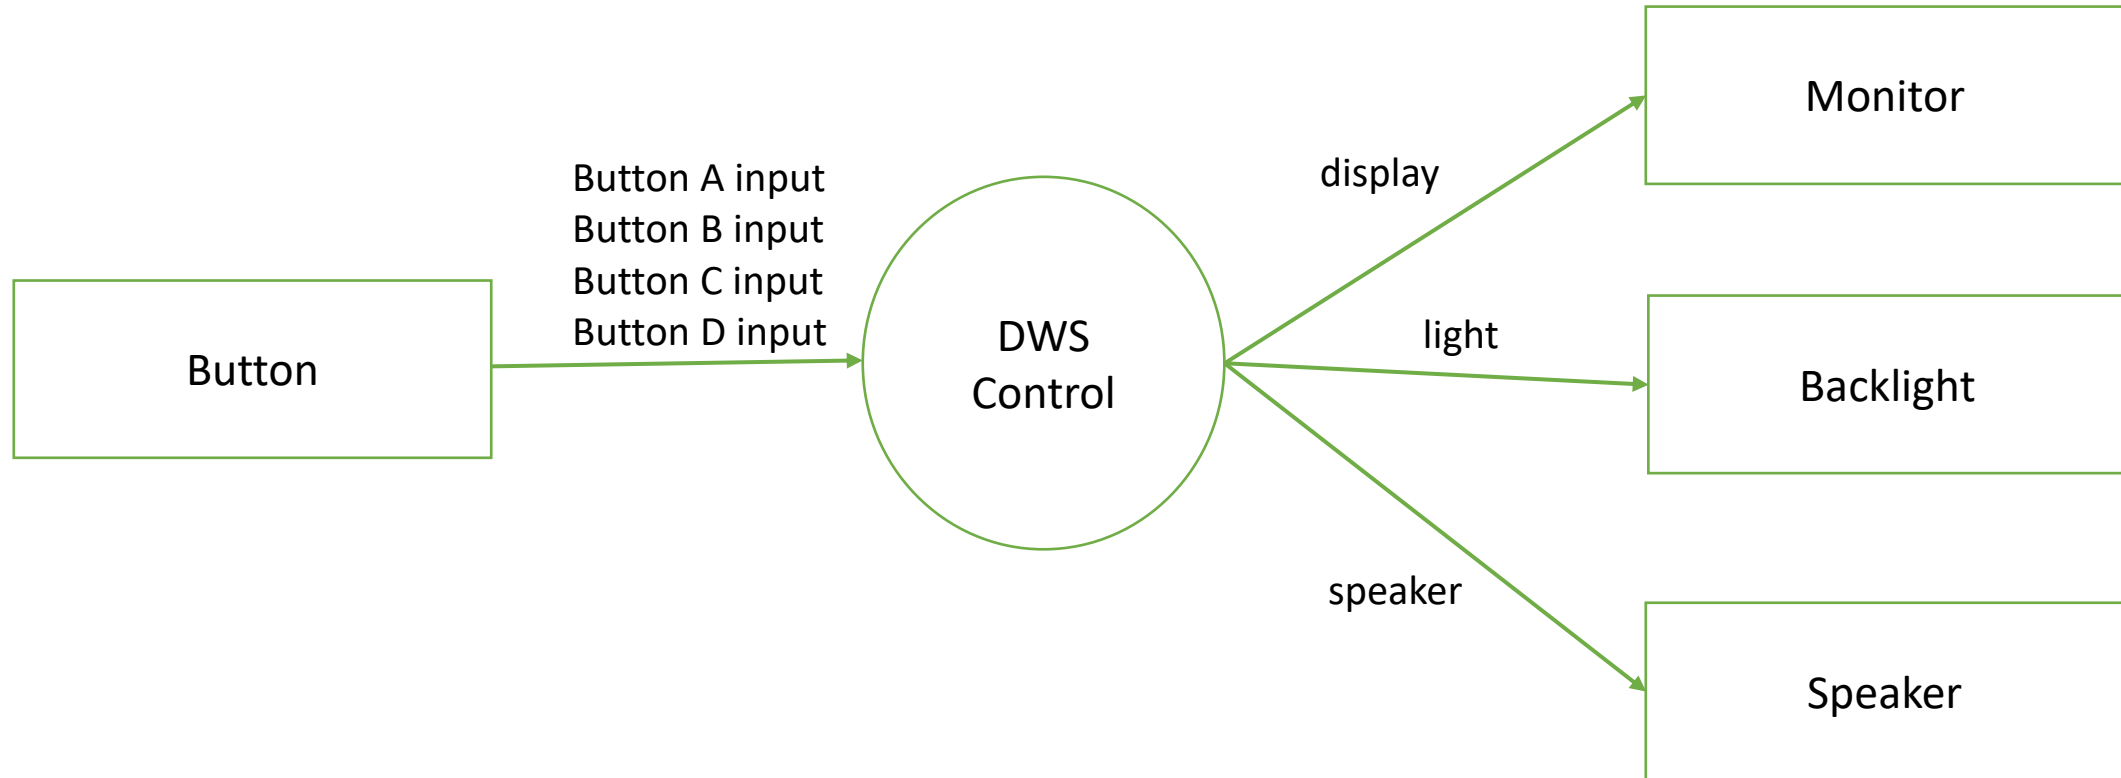 Button
Button A input
Button B input
Button C input
Button D input
DWS
Control
display
light
speaker
Monitor
Backlight
Speaker